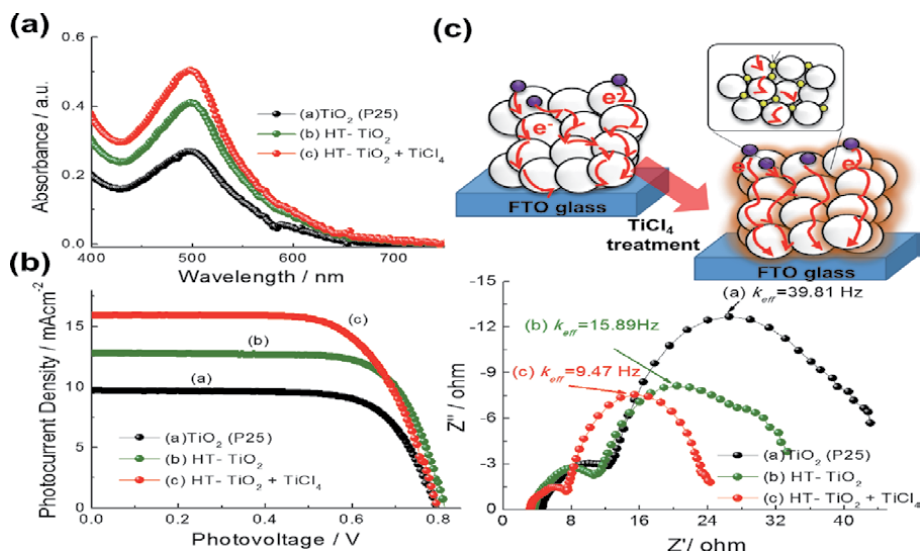 (a)
0.6
0.4
0.2
0.0
Absorbance / a.u.
(a)TiO2 (P25)
(b) HT- TiO2
(c) HT- TiO2 + TiCl4
400 500 600 700
Wavelength / nm
(b)
15
10
5
0
Photocurrent Density / mAcm-2
(c)
(b)
(a)
(a)TiO2 (P25)
(b) HT- TiO2
(c) HT- TiO2 + TiCl4
0.0 0.2 0.4 0.6 0.8 1.0
Photovoltage / V
(c)
e-
e-
FTO glass
TiCl4
treatment
e-
e-
FTO glass
-15
-12
-9
-6
-3
0
Z'' / ohm
(a) keff=39.81 Hz
(b) keff=15.89Hz
(c) keff=9.47 Hz
(a)TiO2 (P25)
(b) HT- TiO2
(c) HT- TiO2 + TiCl4
0 8 16 24 32 40
Z'/ ohm